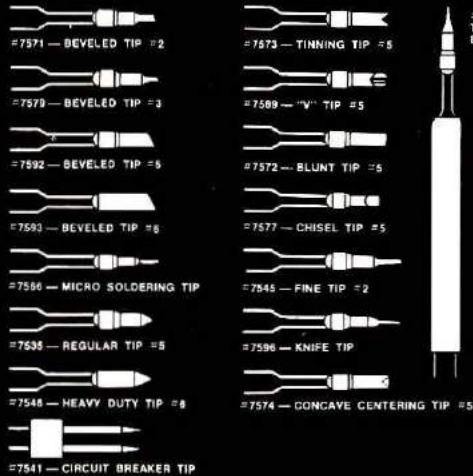 #7571 — BEVELED TIP #2
#7579 — BEVELED TIP #3
#7592 — BEVELED TIP #5
#7593 — BEVELED TIP #6
#7566 — MICRO SOLDERING TIP
#7535 — REGULAR TIP #5
#7546 — HEAVY DUTY TIP #6
#7541 — CIRCUIT BREAKER TIP
#7573 — TINNING TIP #5
#7589 — "V" TIP #5
#7572 — BLUNT TIP #5
#7577 — CHISEL TIP #5
#7545 — FINE TIP #2
#7596 — KNIFE TIP
#7574 — CONCAVE CENTERING TIP #5